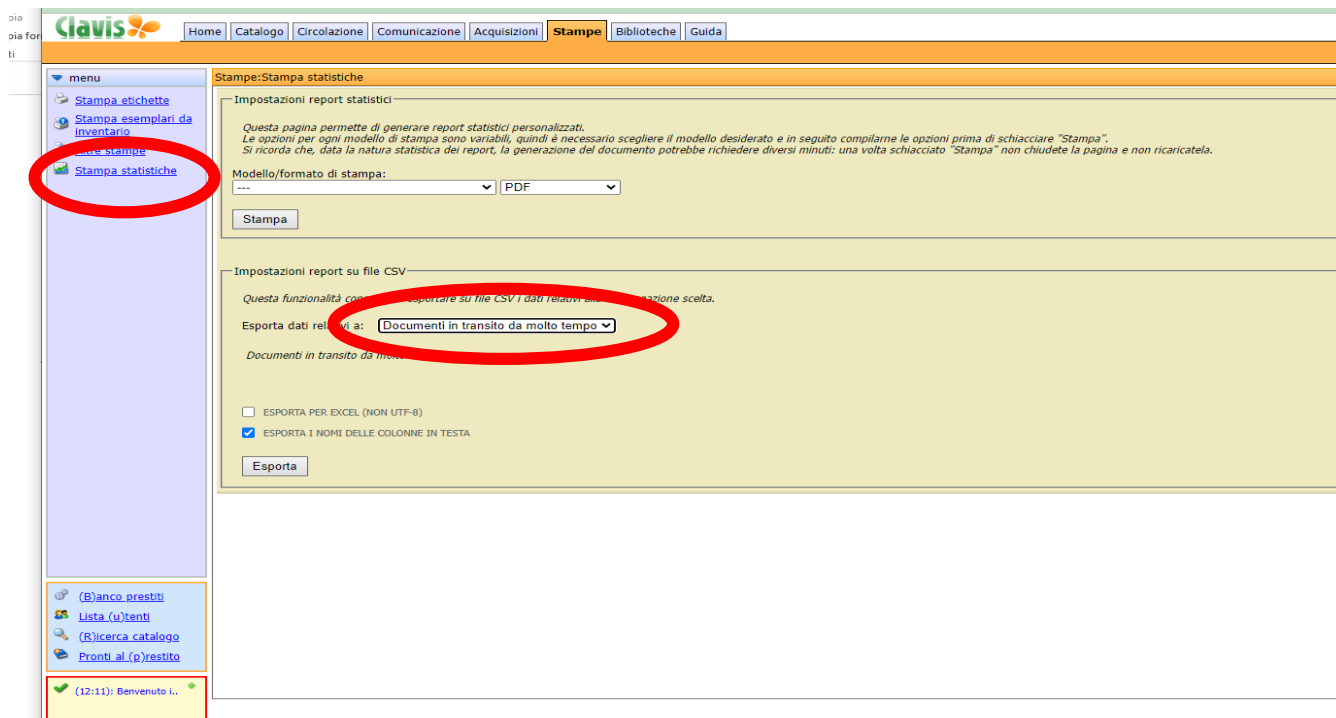 pia
pia for
ti
Clavis
Home Catalogo Circolazione Comunicazione Acquisizioni Stampe Biblioteche Guida
menu
Stampa etichette
Stampa esemplari da
inventario
Altre stampe
Stampa statistiche
Stampe:Stampa statistiche
Impostazioni report statistici
Questa pagina permette di generare report statistici personalizzati.
Le opzioni per ogni modello di stampa sono variabili, quindi è necessario scegliere il modello desiderato e in seguito compilarne le opzioni prima di schiacciare "Stampa".
Si ricorda che, data la natura statistica dei report, la generazione del documento potrebbe richiedere diversi minuti: una volta schiacciato "Stampa" non chiudete la pagina e non ricaricatela.
Modello/formato di stampa:
--- PDF
Stampa
Impostazioni report su file CSV
Questa funzionalità esportare su file CSV i dati relativi scelta.
Esporta dati relativi a: Documenti in transito da molto tempo
Documenti in transito da molto
ESPORTA PER EXCEL (NON UTF-8)
ESPORTA I NOMI DELLE COLONNE IN TESTA
Esporta
(B)anco prestiti
Lista (u)tenti
(R)icerca catalogo
Pronti al (p)restito
(12:11): Benvenuto i..